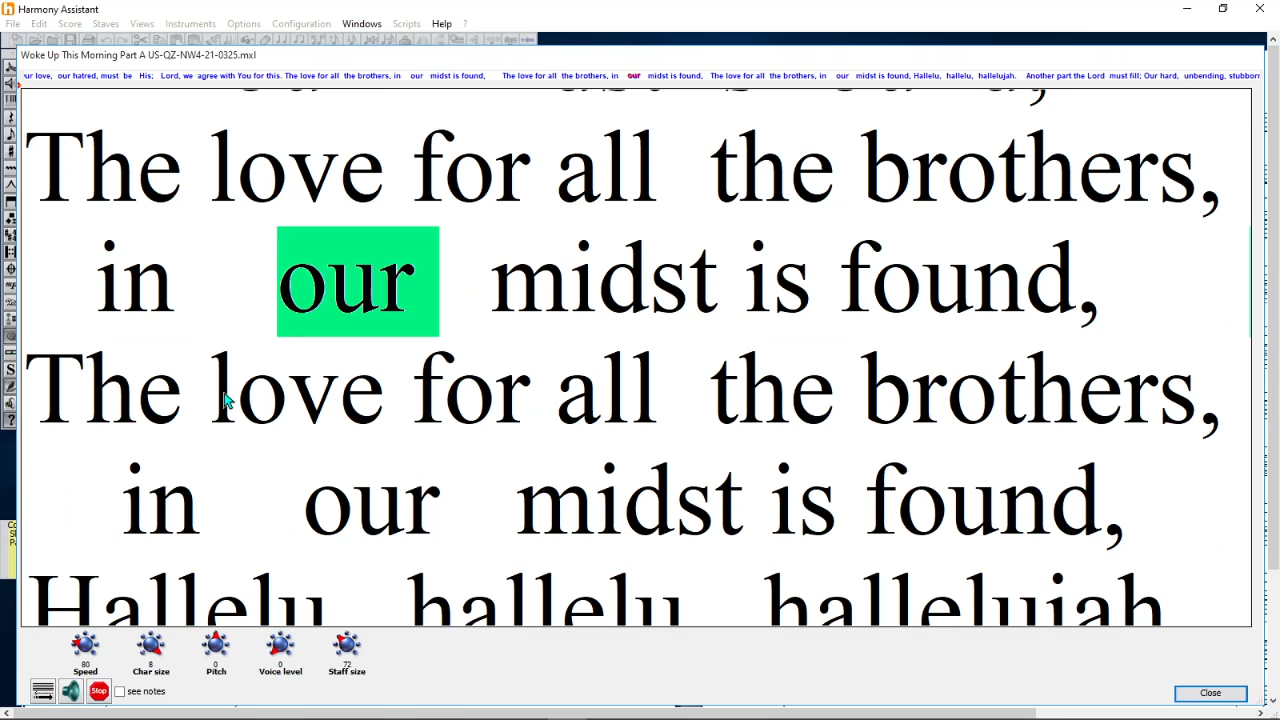 Harmony Assistant
File Edit Score Staves Views Instruments Options Configuration Windows Scripts Help ?
Woke Up This Morning Part A US-QZ-NW4-21-0325.mxl
ur love, our hatred, must be His; Lord, we agree with You for this. The love for all the brothers, in our midst is found, The love for all the brothers, in our midst is found, The love for all the brothers, in our midst is found, Hallelu, hallelu, hallelujah. Another part the Lord must fill; Our hard, unbending, stubborn
The love for all the brothers,
in our midst is found,
The love for all the brothers,
in our midst is found,
Hallelu, hallelu, hallelujah
80 8 0 0 72
Speed Char size Pitch Voice level Staff size
Stop see notes Close